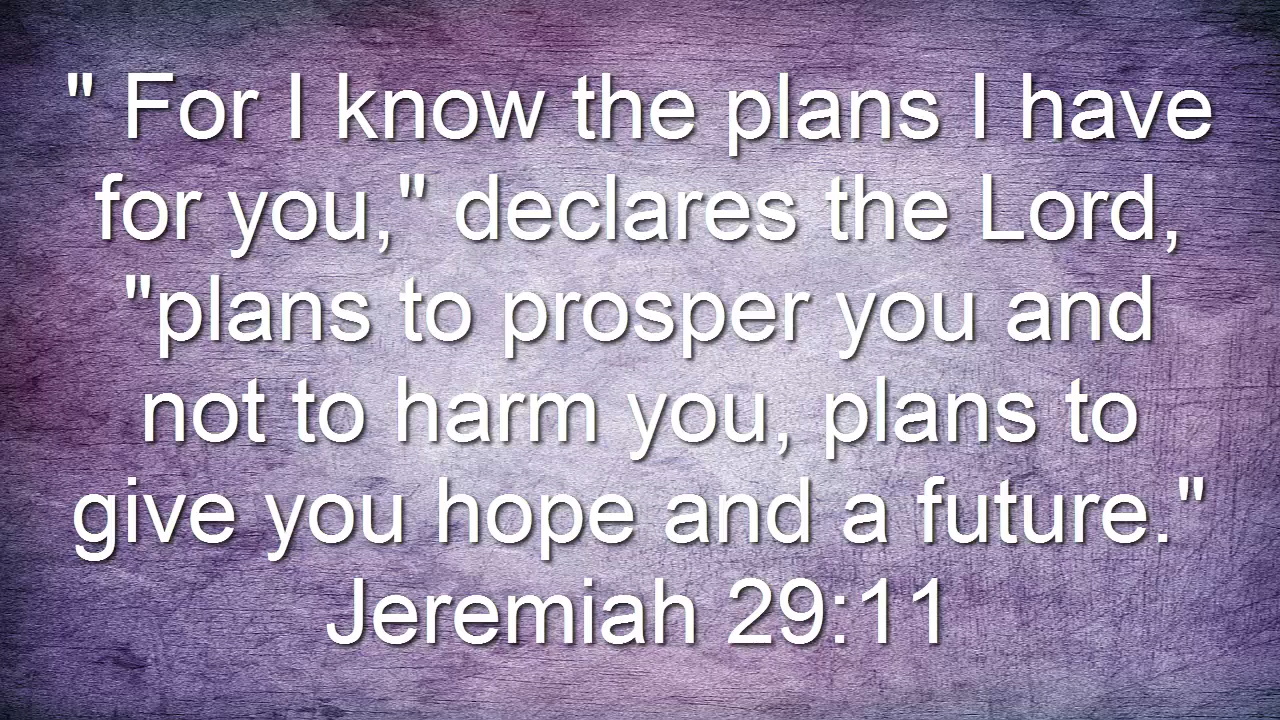 " For I know the plans I have
for you," declares the Lord,
"plans to prosper you and
not to harm you, plans to
give you hope and a future."
Jeremiah 29:11